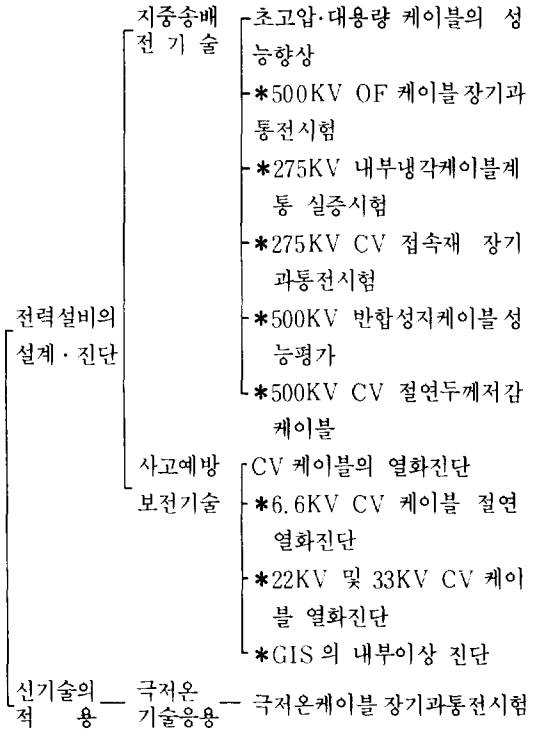 지중송배
전 기 술
초고압·대용량 케이블의 성
능향상
*500KV OF 케이블장기과
통전시험
*275KV 내부냉각케이블계
통 실증시험
*275KV CV 접속재 장기
과통전시험
*500KV 반합성지케이블성
능평가
*500KV CV 절연두께저감
케이블
전력설비의
설계·진단
사고예방
보전기술
CV 케이블의 열화진단
*6.6KV CV 케이블 절연
열화진단
*22KV 및 33KV CV 케이
블 열화진단
*GIS의 내부이상 진단
신기술의
적 용
극저온
기술응용
극저온케이블장기과통전시험